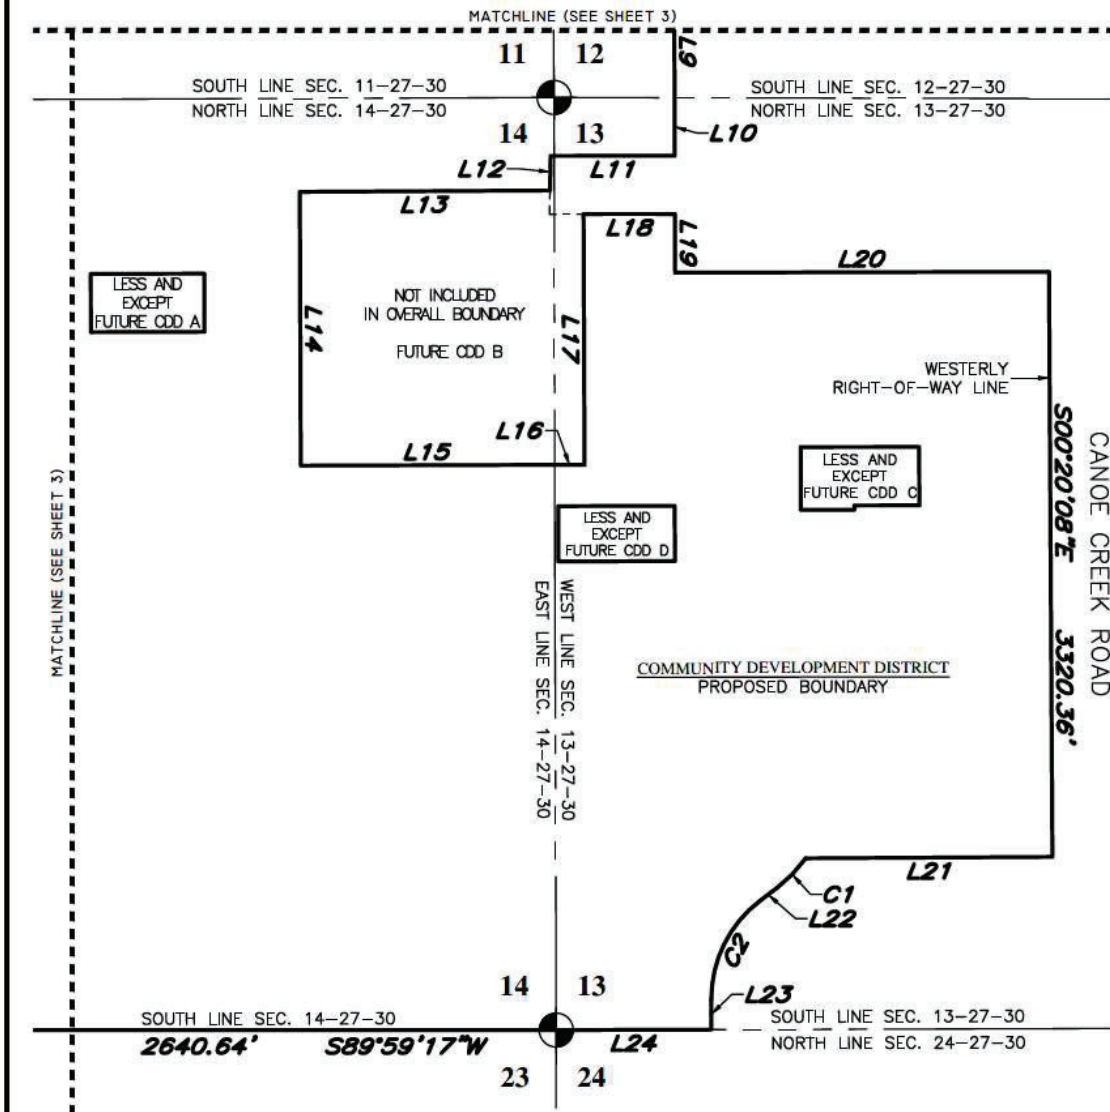 MATCHLINE (SEE SHEET 3)
11
12
L9
SOUTH LINE SEC. 11-27-30
NORTH LINE SEC. 14-27-30
SOUTH LINE SEC. 12-27-30
NORTH LINE SEC. 13-27-30
14
13
L10
L12
L11
L13
L18
L19
L20
LESS AND
EXCEPT
FUTURE CDD A
L14
NOT INCLUDED
IN OVERALL BOUNDARY
FUTURE CDD B
L17
WESTERLY
RIGHT-OF-WAY LINE
L16
L15
LESS AND
EXCEPT
FUTURE CDD C
S00°20'08"E 3320.36'
CANOE CREEK ROAD
MATCHLINE (SEE SHEET 3)
LESS AND
EXCEPT
FUTURE CDD D
WEST LINE SEC. 13-27-30
EAST LINE SEC. 14-27-30
COMMUNITY DEVELOPMENT DISTRICT
PROPOSED BOUNDARY
L21
C1
L22
C2
14
13
L23
SOUTH LINE SEC. 14-27-30
2640.64' S89°59'17"W
L24
SOUTH LINE SEC. 13-27-30
NORTH LINE SEC. 24-27-30
23
24